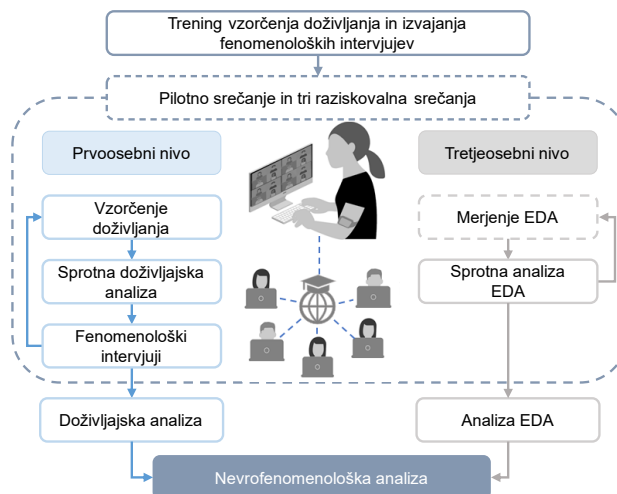 Trening vzorčenja doživljanja in izvajanja
fenomenoloških intervjujev
Pilotno srečanje in tri raziskovalna srečanja
Prvoosebni nivo
Tretjeosebni nivo
Vzorčenje
doživljanja
Merjenje EDA
Sprotna doživljajska
analiza
Sprotna analiza
EDA
Fenomenološki
intervjuji
Doživljajska analiza
Analiza EDA
Nevrofenomenološka analiza